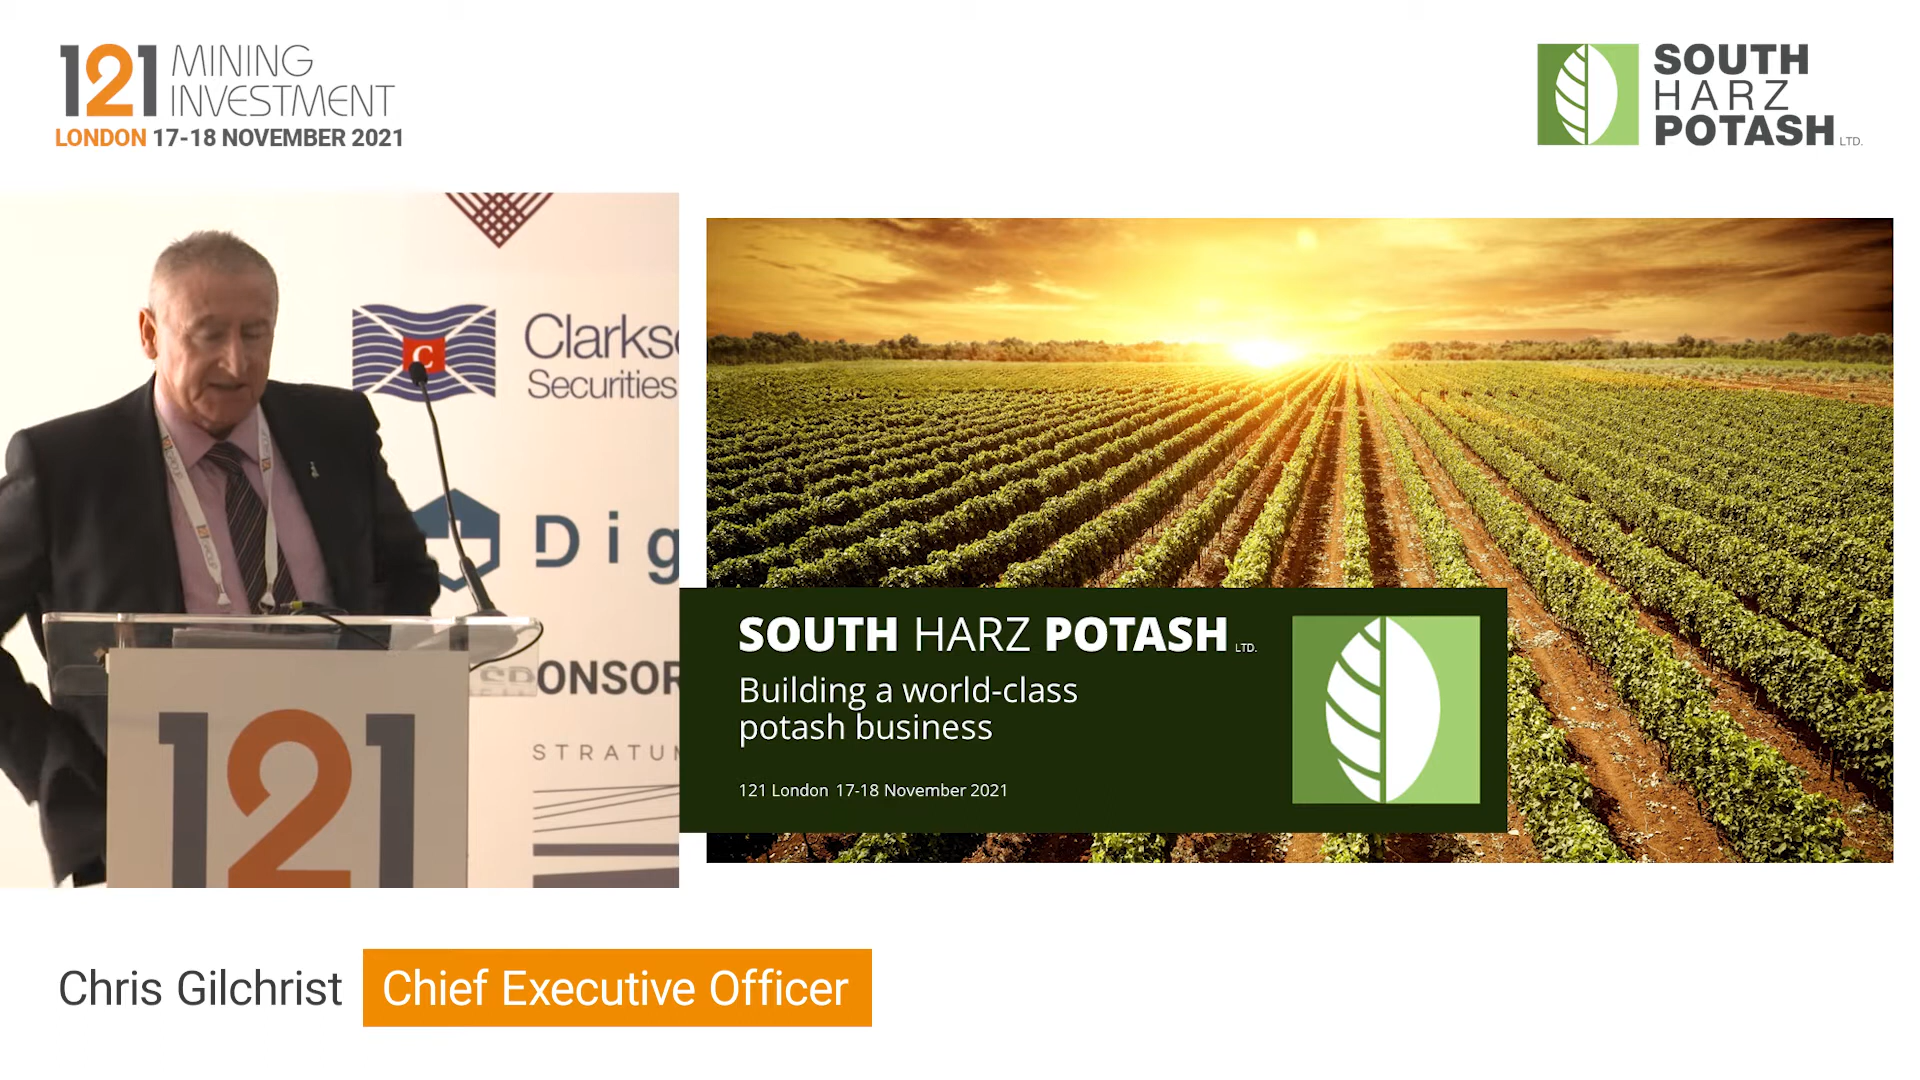 121 MINING
INVESTMENT
LONDON 17-18 NOVEMBER 2021
SOUTH
HARZ
POTASH LTD.
C
Clarks
Securities
Dig
ONSOR
STRATUM
121
SOUTH HARZ POTASH LTD.
Building a world-class
potash business
121 London 17-18 November 2021
Chris Gilchrist Chief Executive Officer